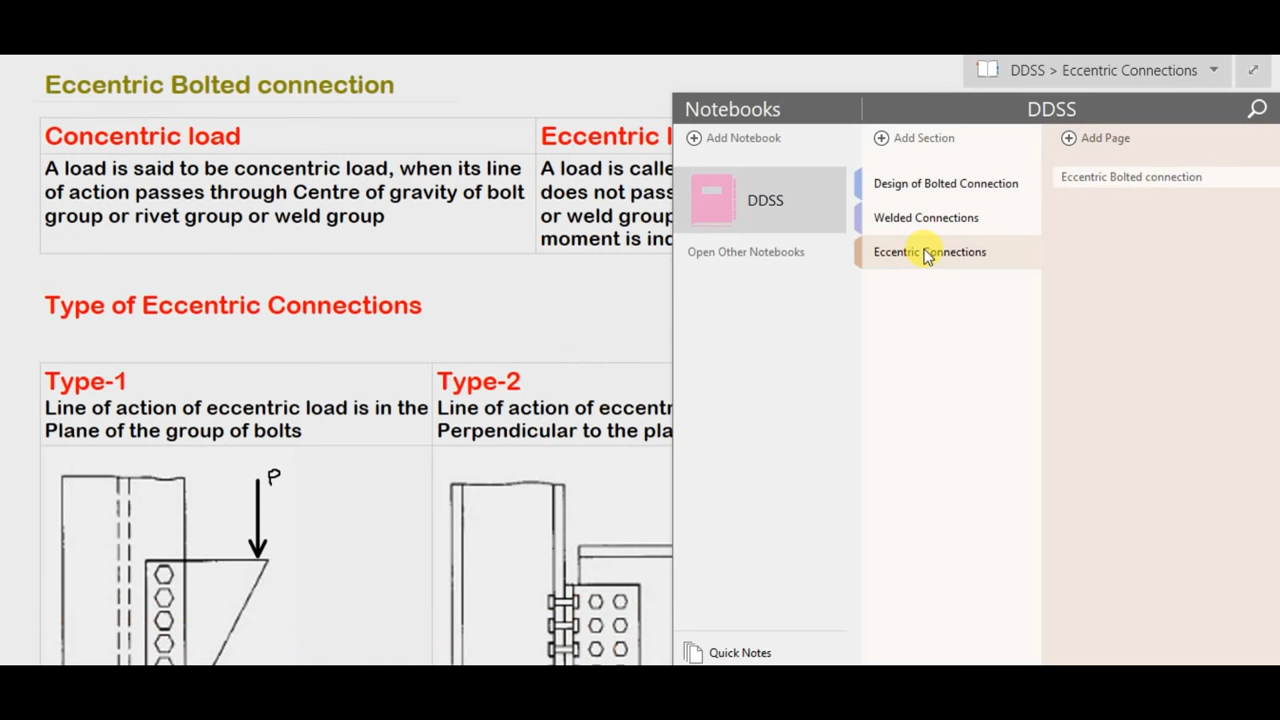 Eccentric Bolted connection
Concentric load
A load is said to be concentric load, when its line
of action passes through Centre of gravity of bolt
group or rivet group or weld group
Eccentric l
A load is calle
does not pass
or weld group
moment is
Type of Eccentric Connections
Type-1
Line of action of eccentric load is in the
Plane of the group of bolts
Type-2
Line of action of
Perpendicular to the
P
DDSS > Eccentric Connections
Notebooks
DDSS
Add Notebook
Add Section
Add Page
DDSS
Open Other Notebooks
Design of Bolted Connection
Welded Connections
Eccentric Connections
Eccentric Bolted connection
Quick Notes